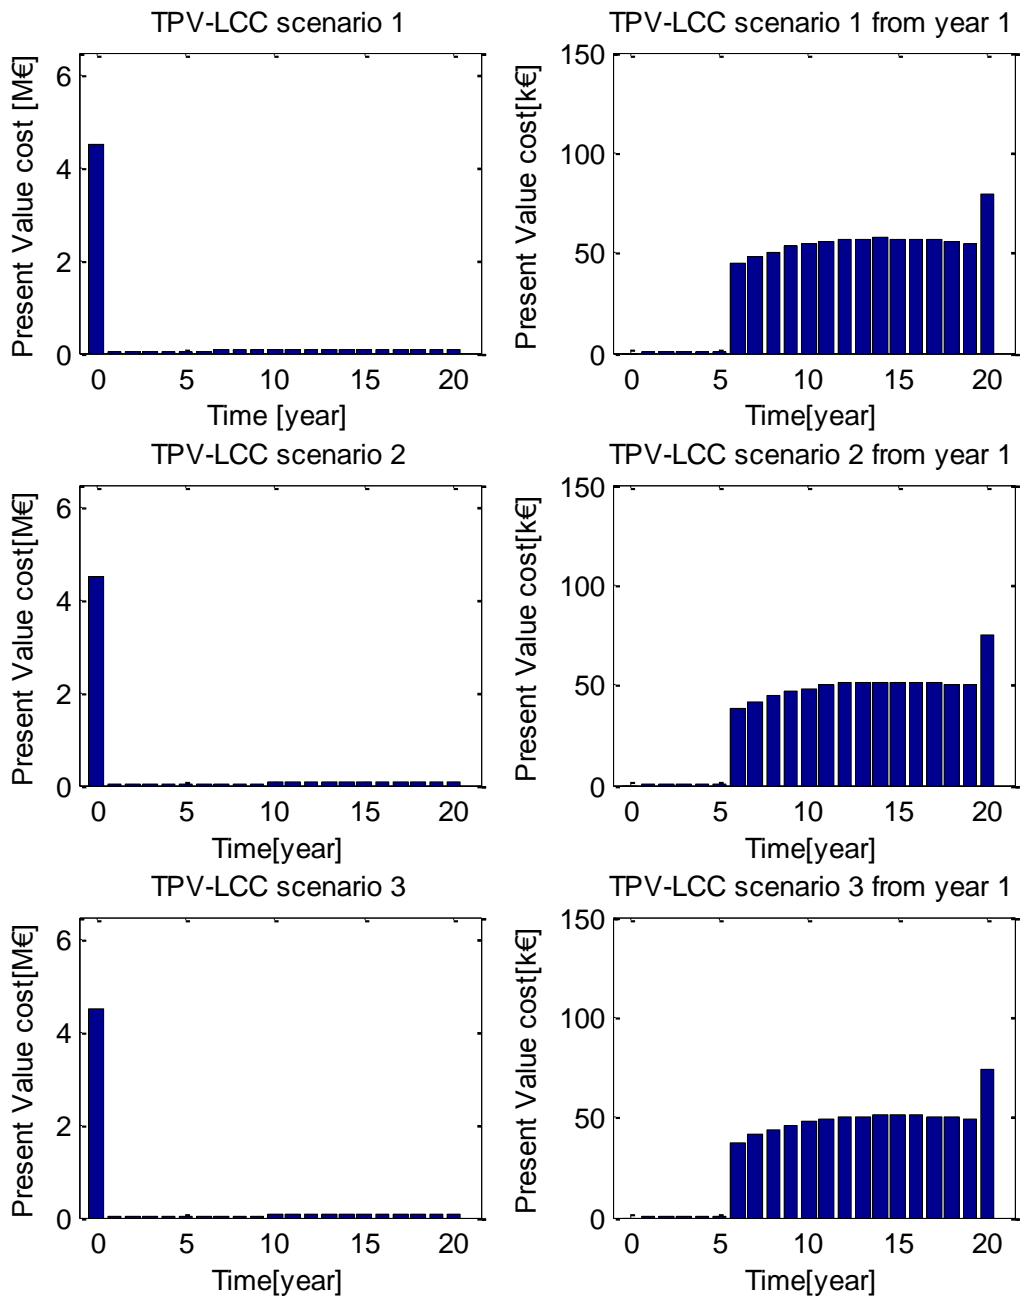 TPV-LCC scenario 1
Present Value cost [M€]
6
4
2
0
0 5 10 15 20
Time [year]
TPV-LCC scenario 1 from year 1
Present Value cost[k€]
150
100
50
0
0 5 10 15 20
Time[year]
TPV-LCC scenario 2
Present Value cost[M€]
6
4
2
0
0 5 10 15 20
Time[year]
TPV-LCC scenario 2 from year 1
Present Value cost[k€]
150
100
50
0
0 5 10 15 20
Time[year]
TPV-LCC scenario 3
Present Value cost[M€]
6
4
2
0
0 5 10 15 20
Time[year]
TPV-LCC scenario 3 from year 1
Present Value cost[k€]
150
100
50
0
0 5 10 15 20
Time[year]